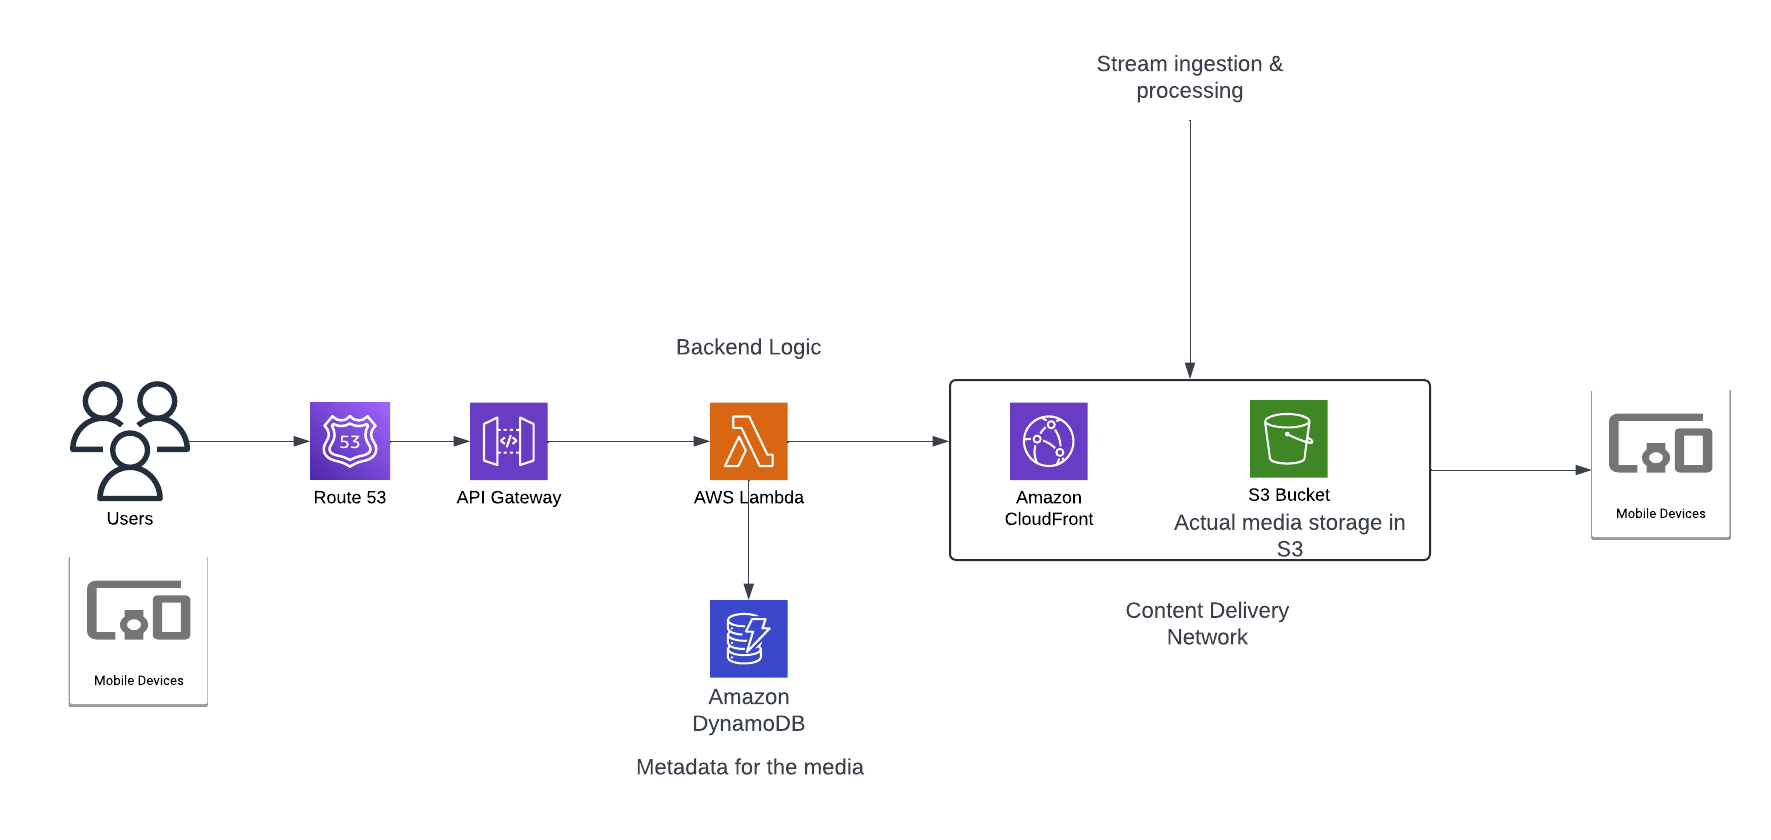 Stream ingestion &
processing
Backend Logic
53
</>
Users
Route 53
API Gateway
AWS Lambda
Amazon
CloudFront
S3 Bucket
Actual media storage in
S3
Mobile Devices
Content Delivery
Network
Mobile Devices
Amazon
DynamoDB
Metadata for the media